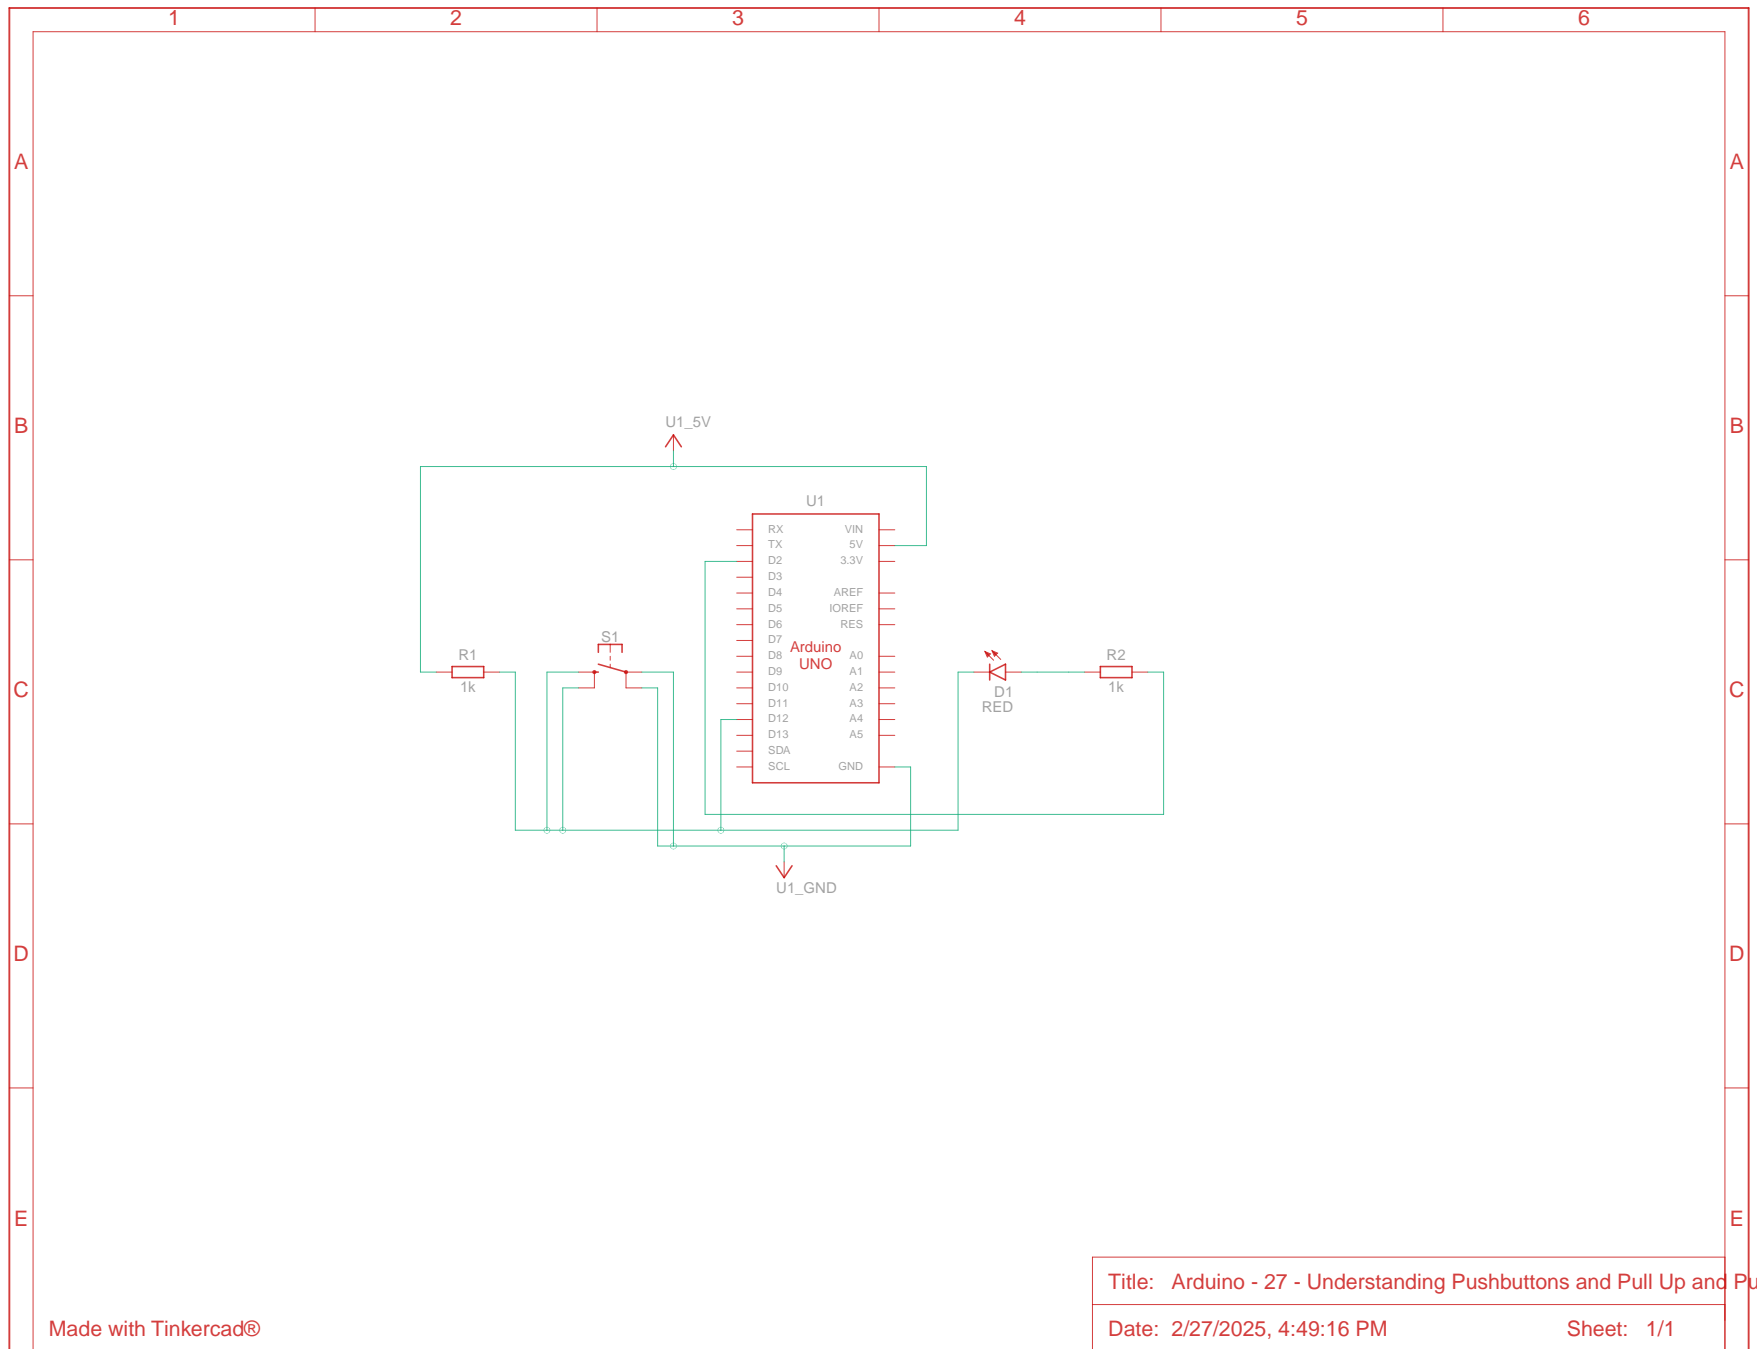 1 2 3 4 5 6
A A
B B
U1_5V
U1
RX VIN
TX 5V
D2 3.3V
D3
D4 AREF
D5 IOREF
D6 RES
D7
Arduino
UNO
D8 A0
D9 A1
D10 A2
D11 A3
D12 A4
D13 A5
SDA
SCL GND
S1
R1
1k
R2
1k
D1
RED
C C
U1_GND
D D
E E
Title: Arduino - 27 - Understanding Pushbuttons and Pull Up and Pu
Made with Tinkercad®
Date: 2/27/2025, 4:49:16 PM Sheet: 1/1